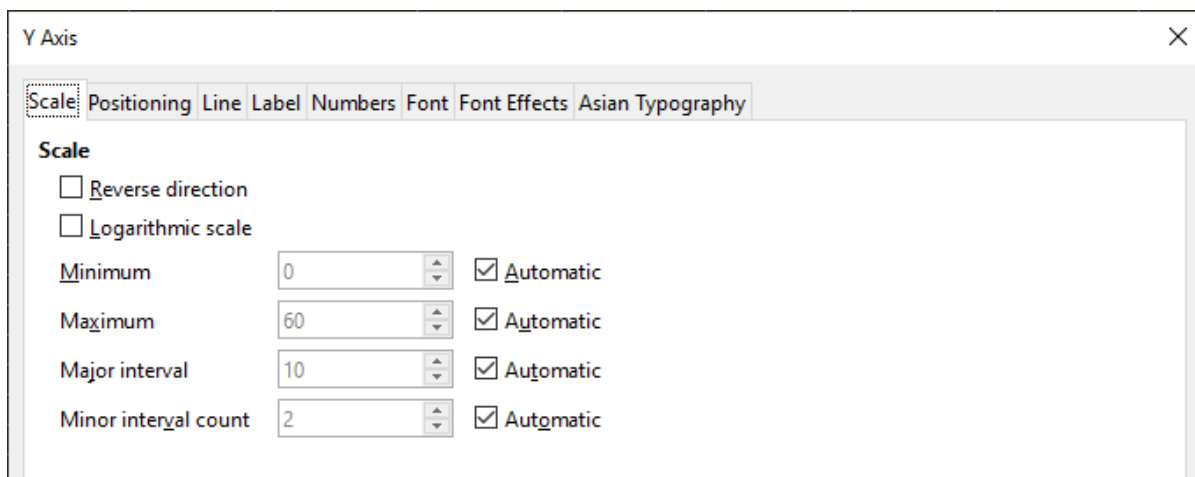 Y Axis
Scale Positioning Line Label Numbers Font Font Effects Asian Typography
Scale
Reverse direction
Logarithmic scale
Minimum 0 Automatic
Maximum 60 Automatic
Major interval 10 Automatic
Minor interval count 2 Automatic